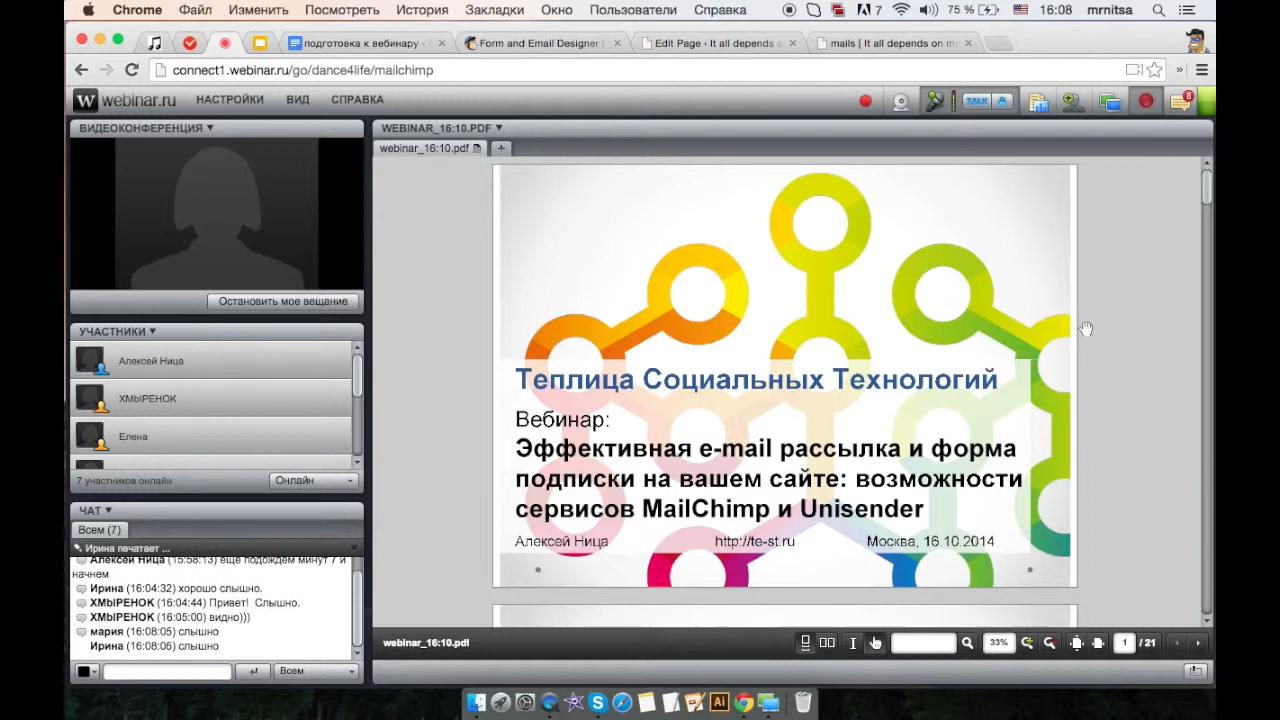 Chrome Файл Изменить Посмотреть История Закладки Окно Пользователи Справка 7 75 % 16:08 mrnitsa
подготовка к вебинару - Form and Email Designer | Edit Page ‹ It all depends o mails | It all depends on m
connect1.webinar.ru/go/dance4life/mailchimp
W webinar.ru НАСТРОЙКИ ВИД СПРАВКА TALK 8
ВИДЕОКОНФЕРЕНЦИЯ
WEBINAR_16:10.PDF
webinar_16:10.pdf +
Остановить мое вещание
УЧАСТНИКИ
Алексей Ница
ХМЫРЕНОК
Елена
7 участников онлайн Онлайн
ЧАТ
Всем (7)
Ирина печатает ...
Алексей Ница (15:58:13) еще подождем минут 7 и
начнем
Ирина (16:04:32) хорошо слышно.
ХМЫРЕНОК (16:04:44) Привет! Слышно.
ХМЫРЕНОК (16:05:00) видно)))
мария (16:08:05) слышно
Ирина (16:08:06) слышно
Всем
Теплица Социальных Технологий
Вебинар:
Эффективная e-mail рассылка и форма
подписки на вашем сайте: возможности
сервисов MailChimp и Unisender
Алексей Ница http://te-st.ru Москва, 16.10.2014
webinar_16:10.pdf 33% 1 / 21